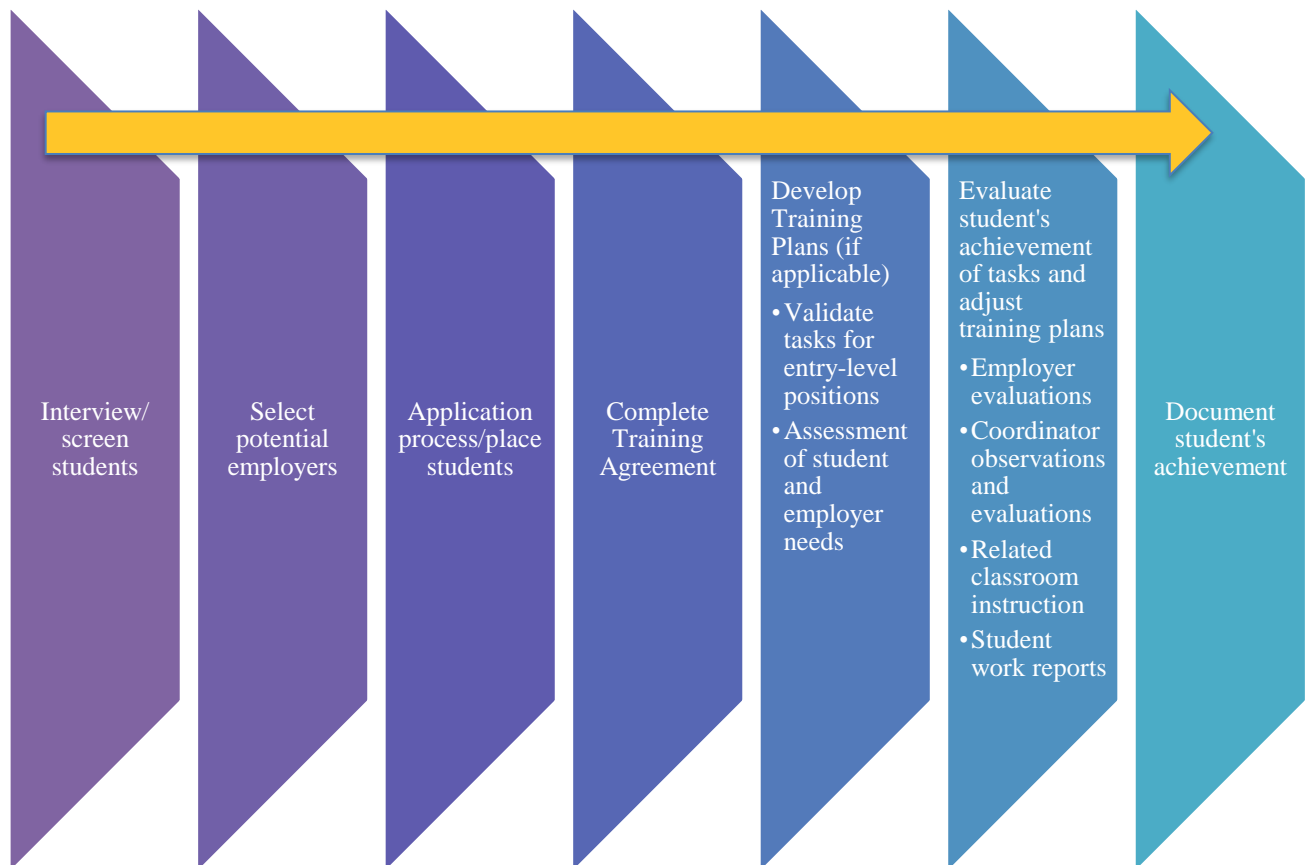 Interview/
screen
students
Select
potential
employers
Application
process/place
students
Complete
Training
Agreement
Develop
Training
Plans (if
applicable)
•Validate
tasks for
entry-level
positions
•Assessment
of student
and
employer
needs
Evaluate
student's
achievement
of tasks and
adjust
training plans
•Employer
evaluations
•Coordinator
observations
and
evaluations
•Related
classroom
instruction
•Student
work reports
Document
student's
achievement